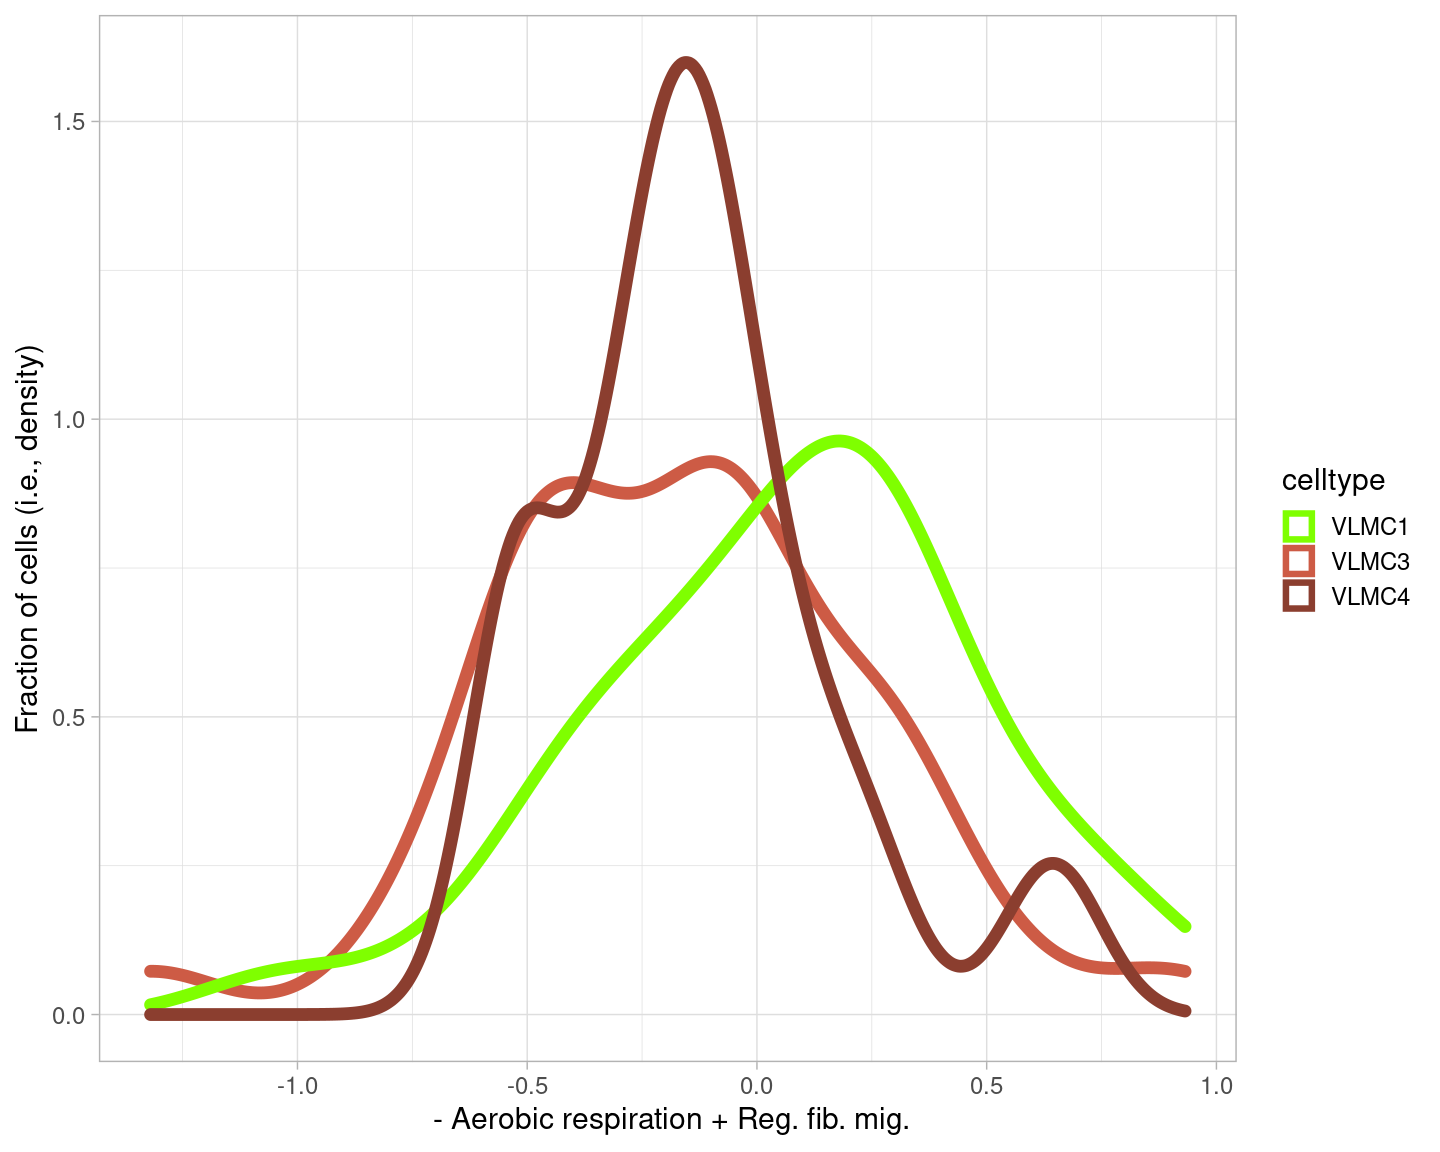 Fraction of cells (i.e., density)
1.5
1.0
0.5
0.0
-1.0 -0.5 0.0 0.5 1.0
- Aerobic respiration + Reg. fib. mig.
celltype
VLMC1
VLMC3
VLMC4